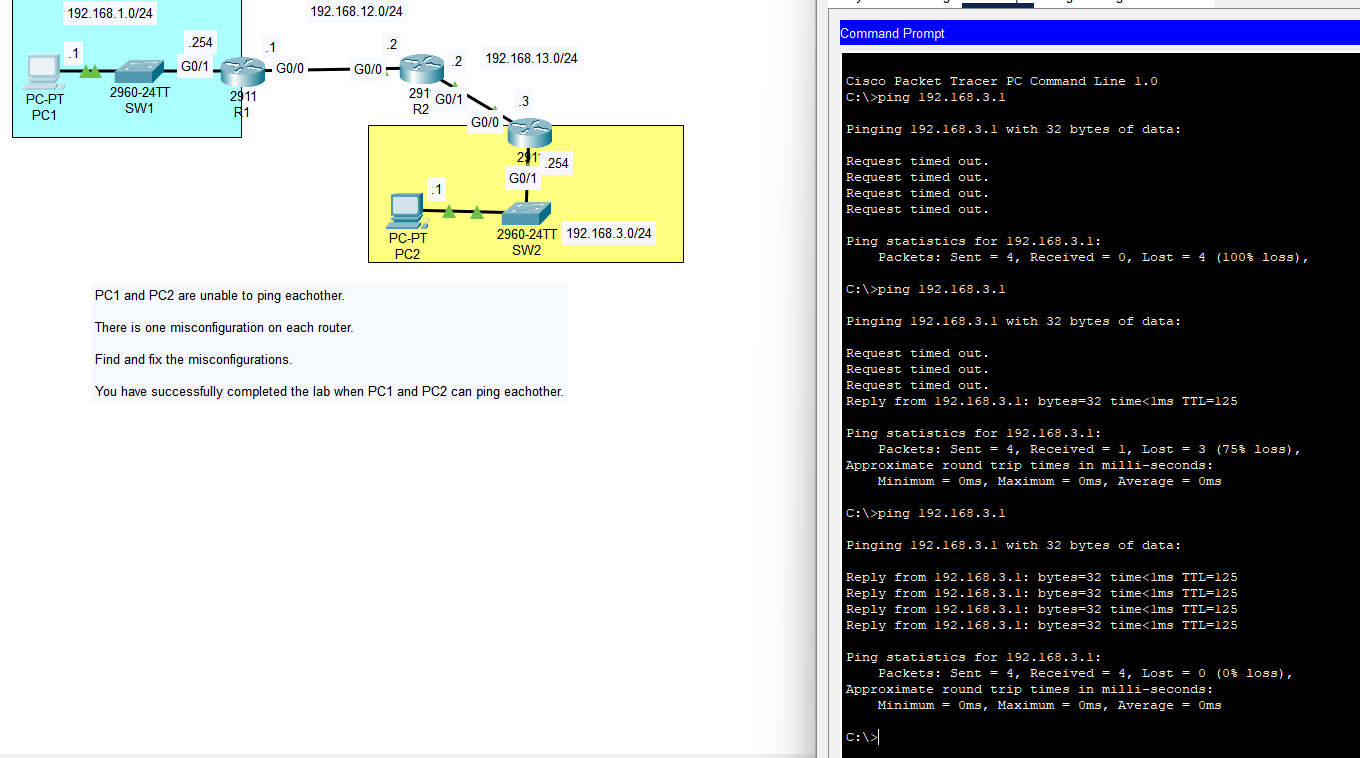 192.168.1.0/24
192.168.12.0/24
.1
.254
.1
.2
G0/1
G0/0
G0/0
.2
192.168.13.0/24
PC-PT
PC1
2960-24TT
SW1
2911
R1
291
R2
G0/1
.3
G0/0
291
.254
G0/1
.1
PC-PT
PC2
2960-24TT
SW2
192.168.3.0/24
PC1 and PC2 are unable to ping eachother.
There is one misconfiguration on each router.
Find and fix the misconfigurations.
You have successfully completed the lab when PC1 and PC2 can ping eachother.
Command Prompt
Cisco Packet Tracer PC Command Line 1.0
C:\>ping 192.168.3.1
Pinging 192.168.3.1 with 32 bytes of data:
Request timed out.
Request timed out.
Request timed out.
Request timed out.
Ping statistics for 192.168.3.1:
Packets: Sent = 4, Received = 0, Lost = 4 (100% loss),
C:\>ping 192.168.3.1
Pinging 192.168.3.1 with 32 bytes of data:
Request timed out.
Request timed out.
Request timed out.
Reply from 192.168.3.1: bytes=32 time<1ms TTL=125
Ping statistics for 192.168.3.1:
Packets: Sent = 4, Received = 1, Lost = 3 (75% loss),
Approximate round trip times in milli-seconds:
Minimum = 0ms, Maximum = 0ms, Average = 0ms
C:\>ping 192.168.3.1
Pinging 192.168.3.1 with 32 bytes of data:
Reply from 192.168.3.1: bytes=32 time<1ms TTL=125
Reply from 192.168.3.1: bytes=32 time<1ms TTL=125
Reply from 192.168.3.1: bytes=32 time<1ms TTL=125
Reply from 192.168.3.1: bytes=32 time<1ms TTL=125
Ping statistics for 192.168.3.1:
Packets: Sent = 4, Received = 4, Lost = 0 (0% loss),
Approximate round trip times in milli-seconds:
Minimum = 0ms, Maximum = 0ms, Average = 0ms
C:\>